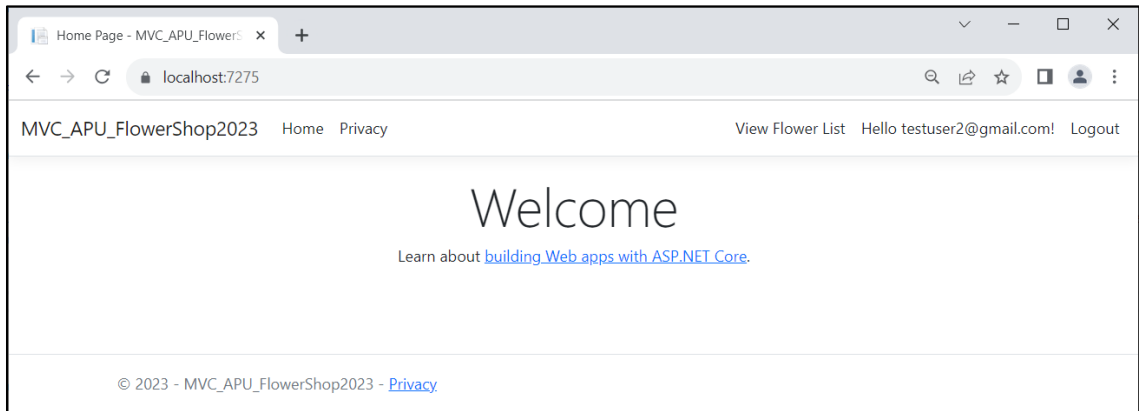 Home Page - MVC_APU_FlowerS
localhost:7275
MVC_APU_FlowerShop2023 Home Privacy View Flower List Hello testuser2@gmail.com! Logout
Welcome
Learn about building Web apps with ASP.NET Core.
© 2023 - MVC_APU_FlowerShop2023 - Privacy